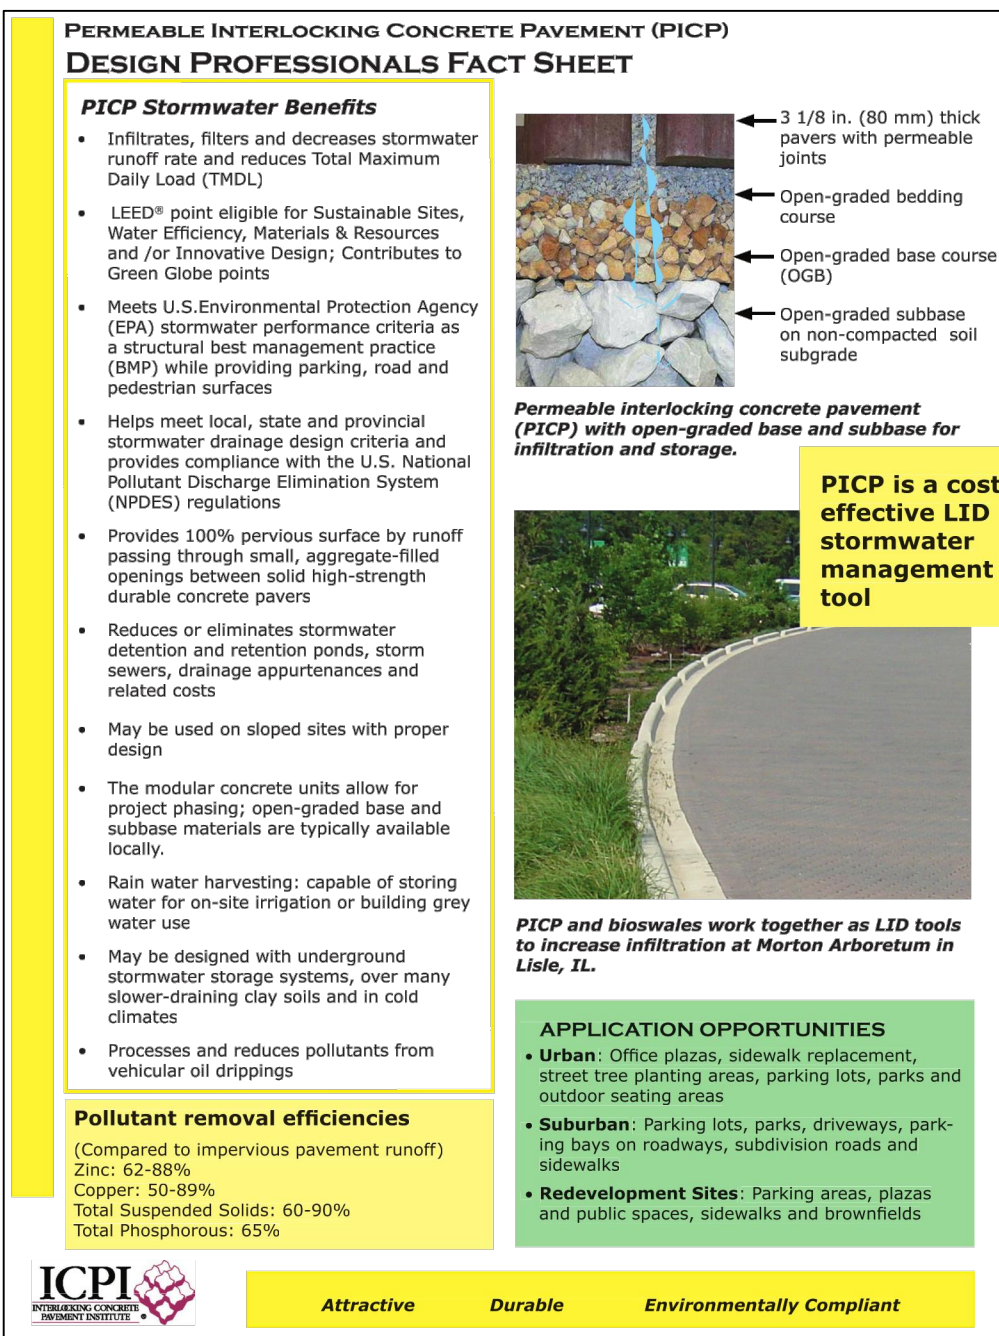 PERMEABLE INTERLOCKING CONCRETE PAVEMENT (PICP)
DESIGN PROFESSIONALS FACT SHEET
PICP Stormwater Benefits
• Infiltrates, filters and decreases stormwater
runoff rate and reduces Total Maximum
Daily Load (TMDL)
• LEED® point eligible for Sustainable Sites,
Water Efficiency, Materials & Resources
and /or Innovative Design; Contributes to
Green Globe points
• Meets U.S.Environmental Protection Agency
(EPA) stormwater performance criteria as
a structural best management practice
(BMP) while providing parking, road and
pedestrian surfaces
• Helps meet local, state and provincial
stormwater drainage design criteria and
provides compliance with the U.S. National
Pollutant Discharge Elimination System
(NPDES) regulations
• Provides 100% pervious surface by runoff
passing through small, aggregate-filled
openings between solid high-strength
durable concrete pavers
• Reduces or eliminates stormwater
detention and retention ponds, storm
sewers, drainage appurtenances and
related costs
• May be used on sloped sites with proper
design
• The modular concrete units allow for
project phasing; open-graded base and
subbase materials are typically available
locally.
• Rain water harvesting: capable of storing
water for on-site irrigation or building grey
water use
• May be designed with underground
stormwater storage systems, over many
slower-draining clay soils and in cold
climates
• Processes and reduces pollutants from
vehicular oil drippings
Pollutant removal efficiencies
(Compared to impervious pavement runoff)
Zinc: 62-88%
Copper: 50-89%
Total Suspended Solids: 60-90%
Total Phosphorous: 65%
3 1/8 in. (80 mm) thick
pavers with permeable
joints
Open-graded bedding
course
Open-graded base course
(OGB)
Open-graded subbase
on non-compacted soil
subgrade
Permeable interlocking concrete pavement
(PICP) with open-graded base and subbase for
infiltration and storage.
PICP is a cost
effective LID
stormwater
management
tool
PICP and bioswales work together as LID tools
to increase infiltration at Morton Arboretum in
Lisle, IL.
APPLICATION OPPORTUNITIES
• Urban: Office plazas, sidewalk replacement,
street tree planting areas, parking lots, parks and
outdoor seating areas
• Suburban: Parking lots, parks, driveways, park-
ing bays on roadways, subdivision roads and
sidewalks
• Redevelopment Sites: Parking areas, plazas
and public spaces, sidewalks and brownfields
ICPI
INTERLOCKING CONCRETE
PAVEMENT INSTITUTE ®
Attractive Durable Environmentally Compliant